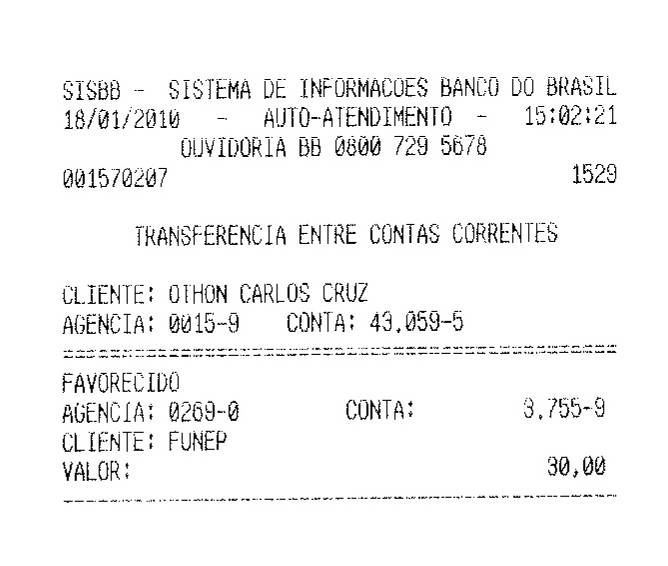 SISBB - SISTEMA DE INFORMACOES BANCO DO BRASIL
18/01/2010 - AUTO-ATENDIMENTO - 15:02:21
OUVIDORIA BB 0800 729 5678
001570207 1529
TRANSFERENCIA ENTRE CONTAS CORRENTES
CLIENTE: OTHON CARLOS CRUZ
AGENCIA: 0015-9 CONTA: 43.059-5
FAVORECIDO
AGENCIA: 0269-0 CONTA: 3.755-9
CLIENTE: FUNEP
VALOR: 30,00